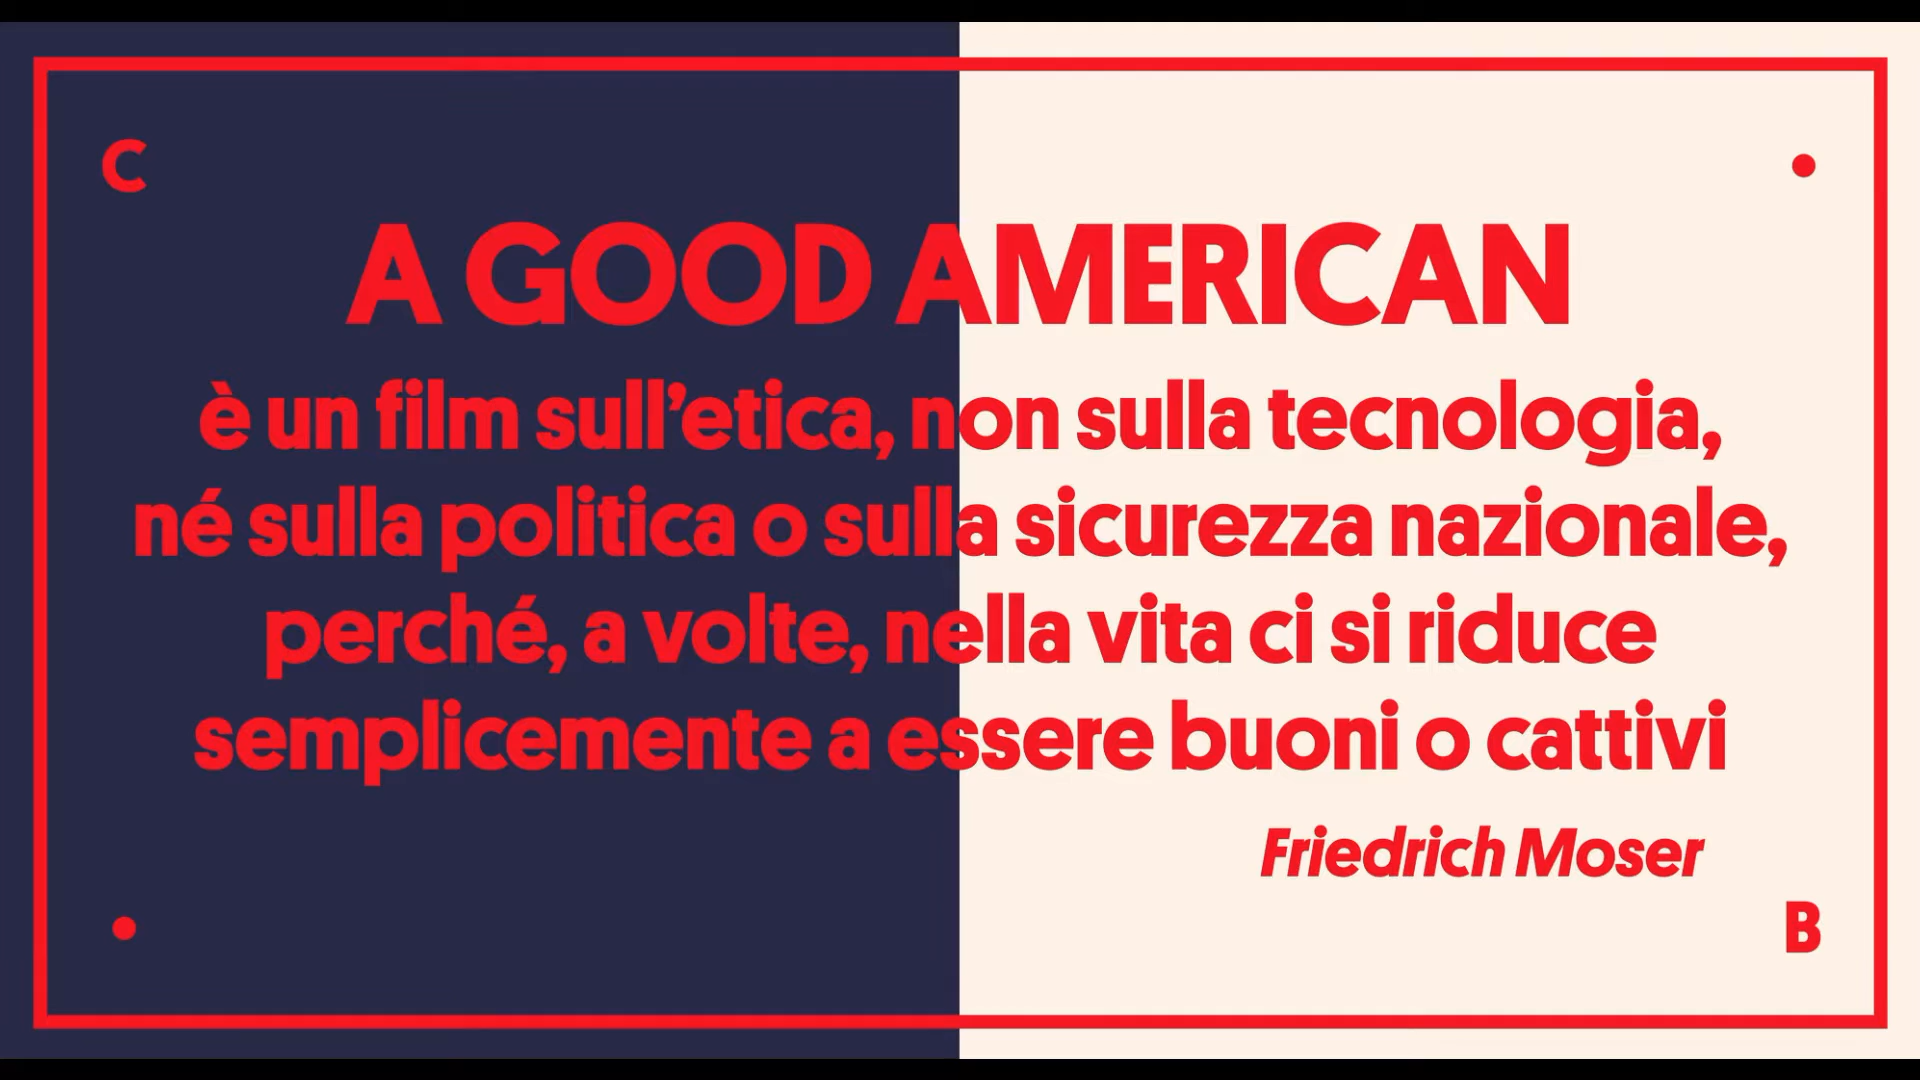 C
A GOOD AMERICAN
è un film sull’etica, non sulla tecnologia,
né sulla politica o sulla sicurezza nazionale,
perché, a volte, nella vita ci si riduce
semplicemente a essere buoni o cattivi
Friedrich Moser
B